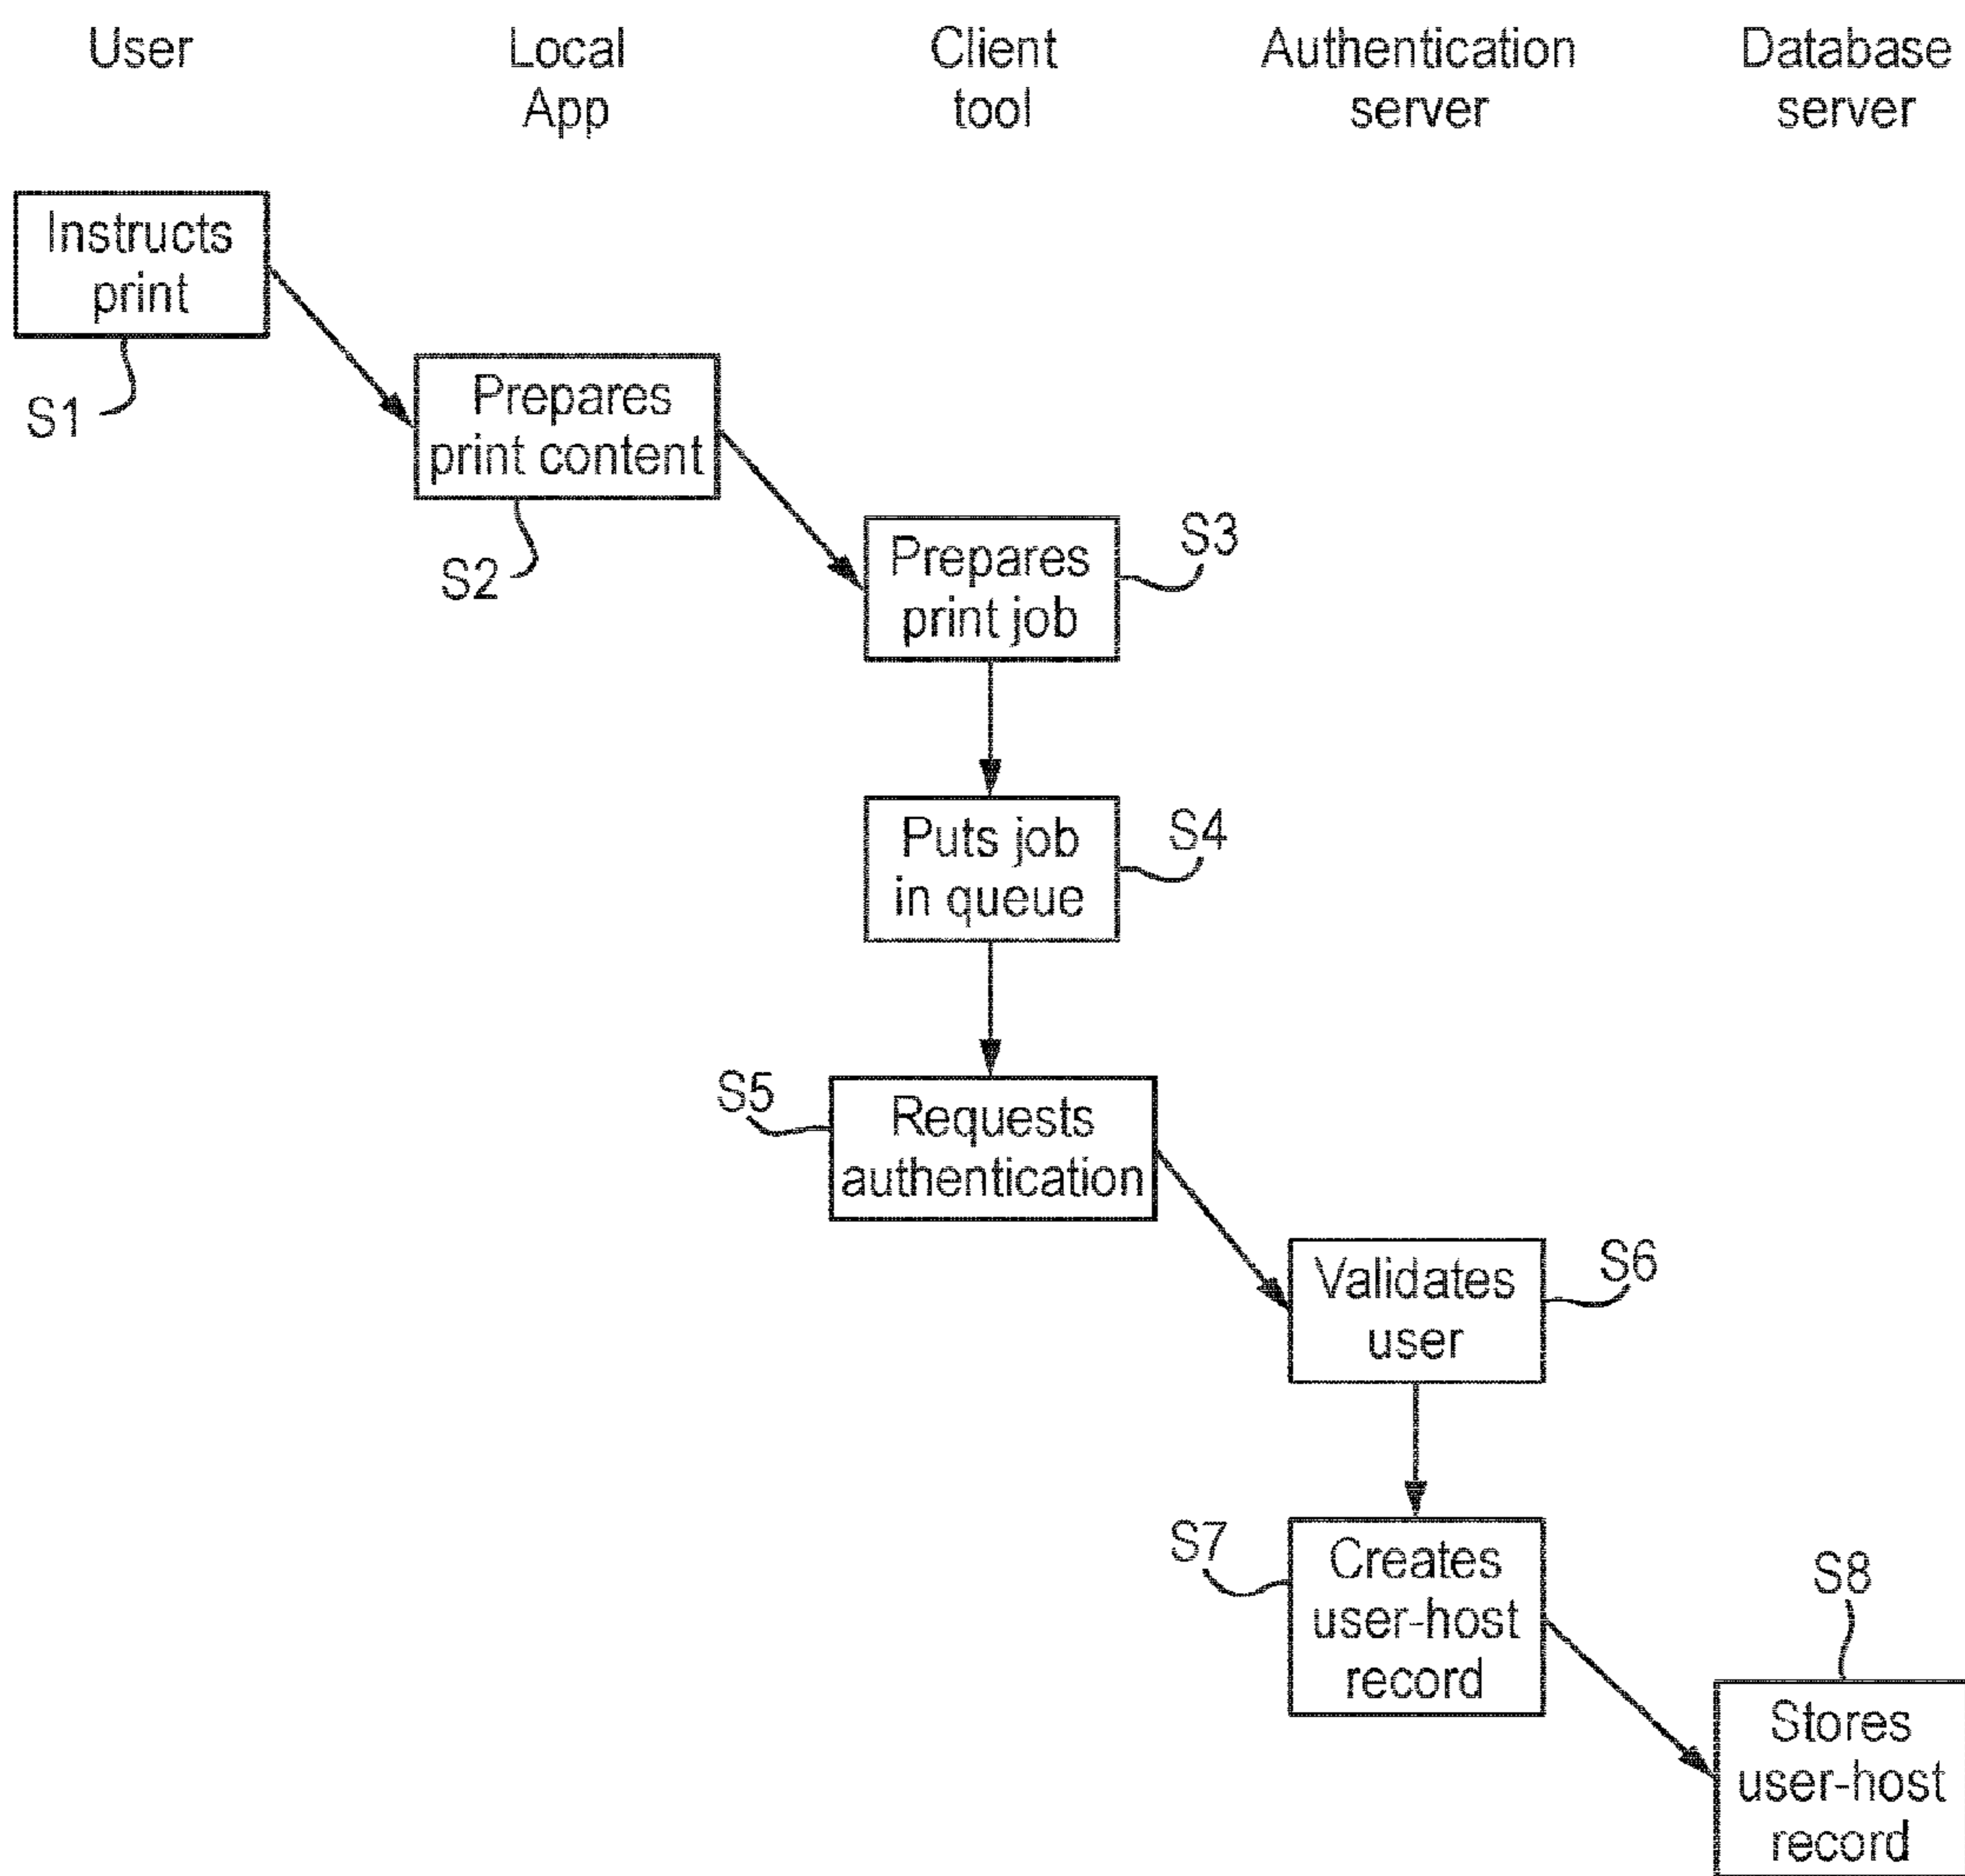 User
Local
App
Client
tool
Authentication
server
Database
server
Instructs
print
S1
Prepares
print content
S2
Prepares
print job
S3
Puts job
in queue
S4
S5
Requests
authentication
Validates
user
S6
S7
Creates
user-host
record
S8
Stores
user-host
record